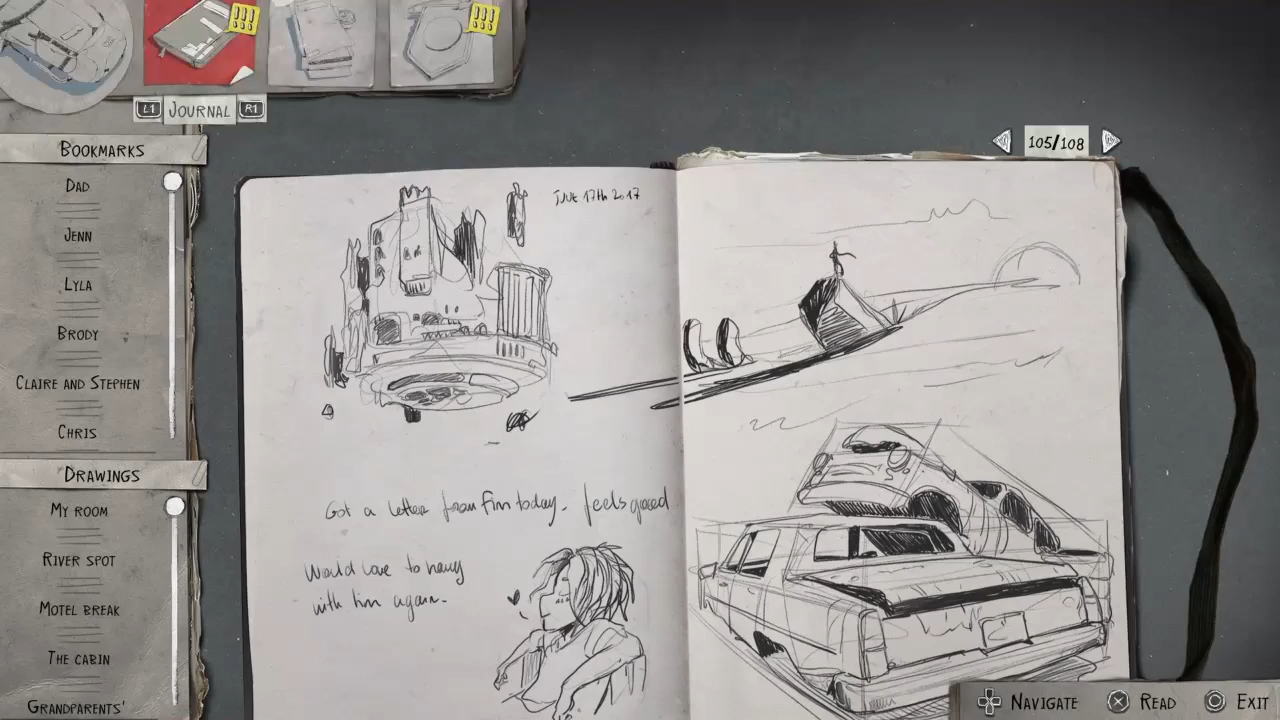 L1 JOURNAL R1
BOOKMARKS
DAD
JENN
LYLA
BRODY
CLAIRE AND STEPHEN
CHRIS
DRAWINGS
MY ROOM
RIVER SPOT
MOTEL BREAK
THE CABIN
GRANDPARENTS'
105/108
JUNE 17th 2017
Got a letter from Finn today. feels good
Would love to hang
with him again.
NAVIGATE
READ
EXIT